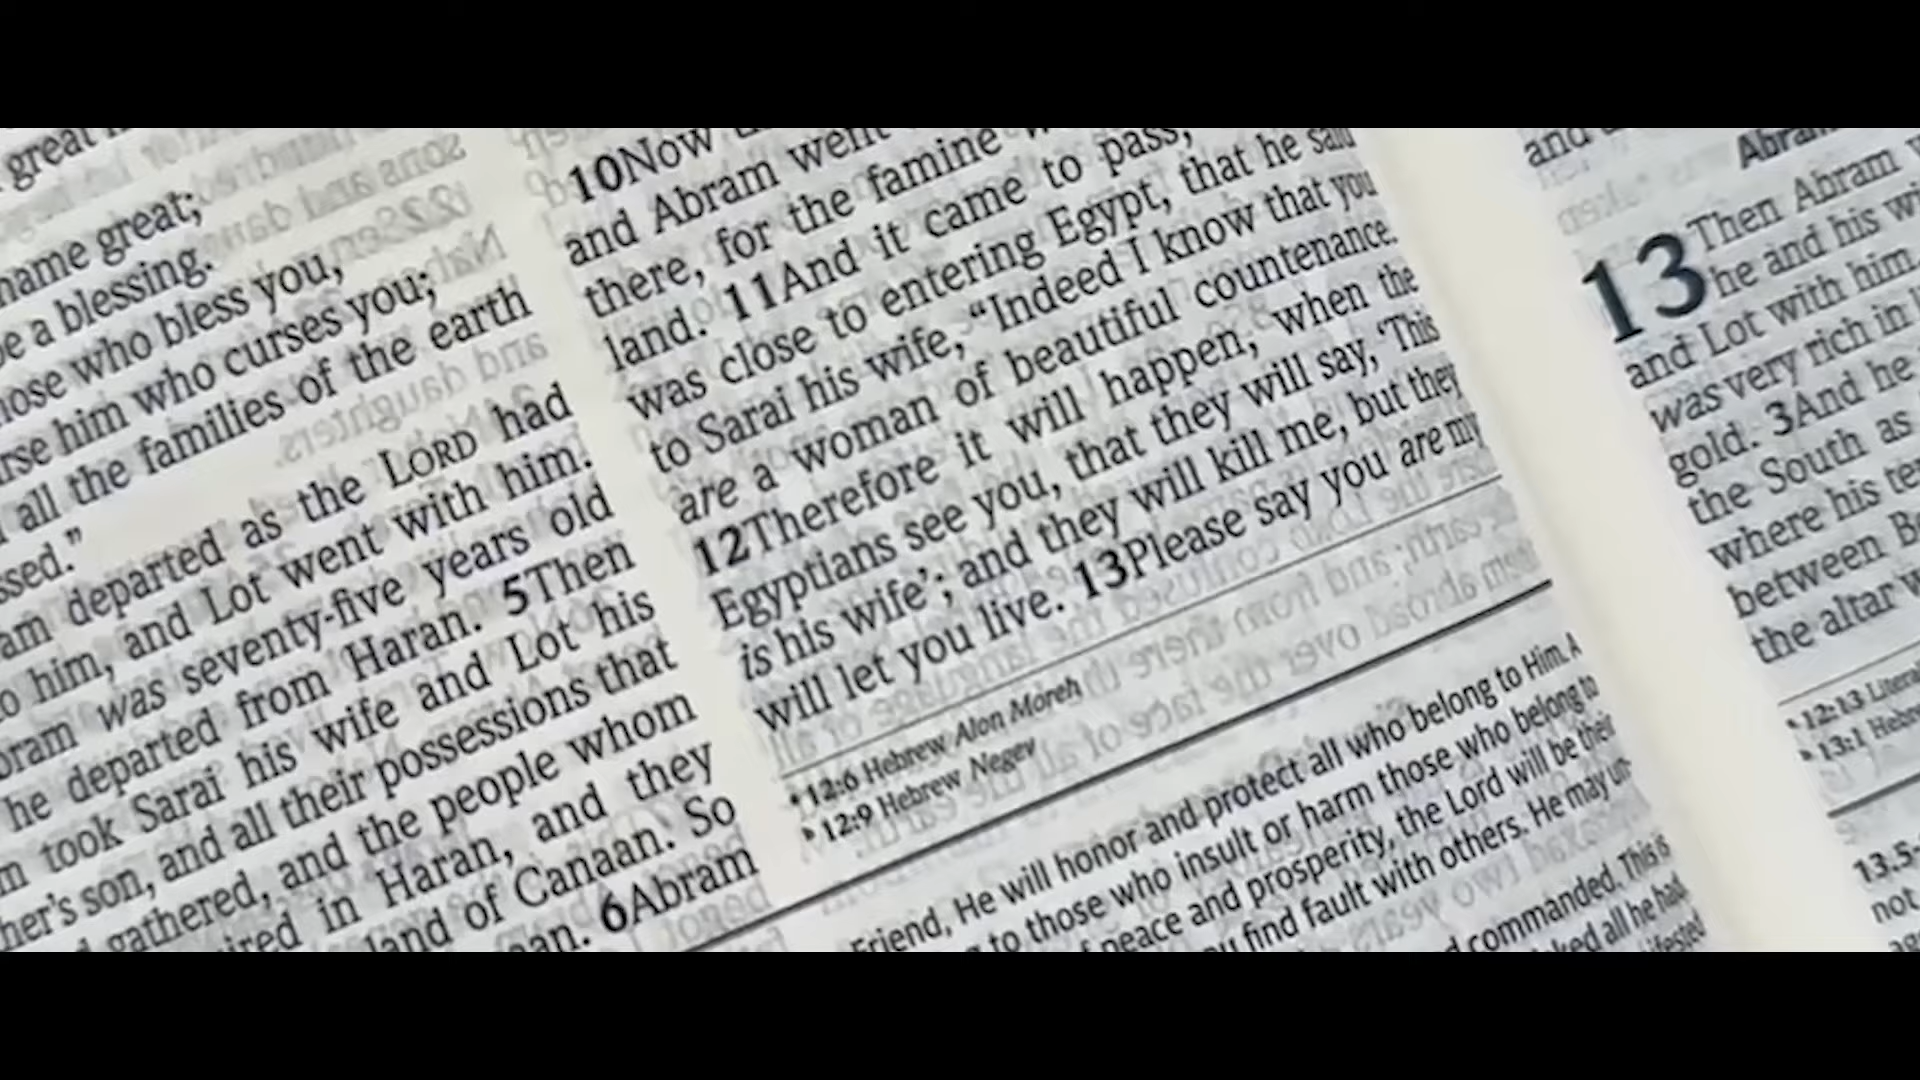 great
name great;
be a blessing.
those who bless you,
him who curses you;
all the families of the earth
departed as the LORD had
to him, and Lot went with him.
was seventy-five years old
he departed from Haran. 5Then
took Sarai his wife and Lot his
son, and all their possessions that
gathered, and the people whom
in Haran, and they
land of Canaan. So
6Abram
10Now
and Abram went
there, for the famine
land. 11And it came to pass,
was close to entering Egypt, that he said
to Sarai his wife, “Indeed I know that you
are a woman of beautiful countenance.
12Therefore it will happen, when the
Egyptians see you, that they will say, ‘This
is his wife’; and they will kill me, but they
will let you live. 13Please say you are my
12:6 Hebrew Alon Moreh
12:9 Hebrew Negev
Friend, He will honor and protect all who belong to Him. A
to those who insult or harm those who belong to
peace and prosperity, the Lord will be their
find fault with others. He may un-
commanded. This is
all he had
and
Abram
13Then Abram
he and his
and Lot with him
was very rich in
gold. 3And he
the South as
where his
between
the altar
12:13
13:1
13.5-
not